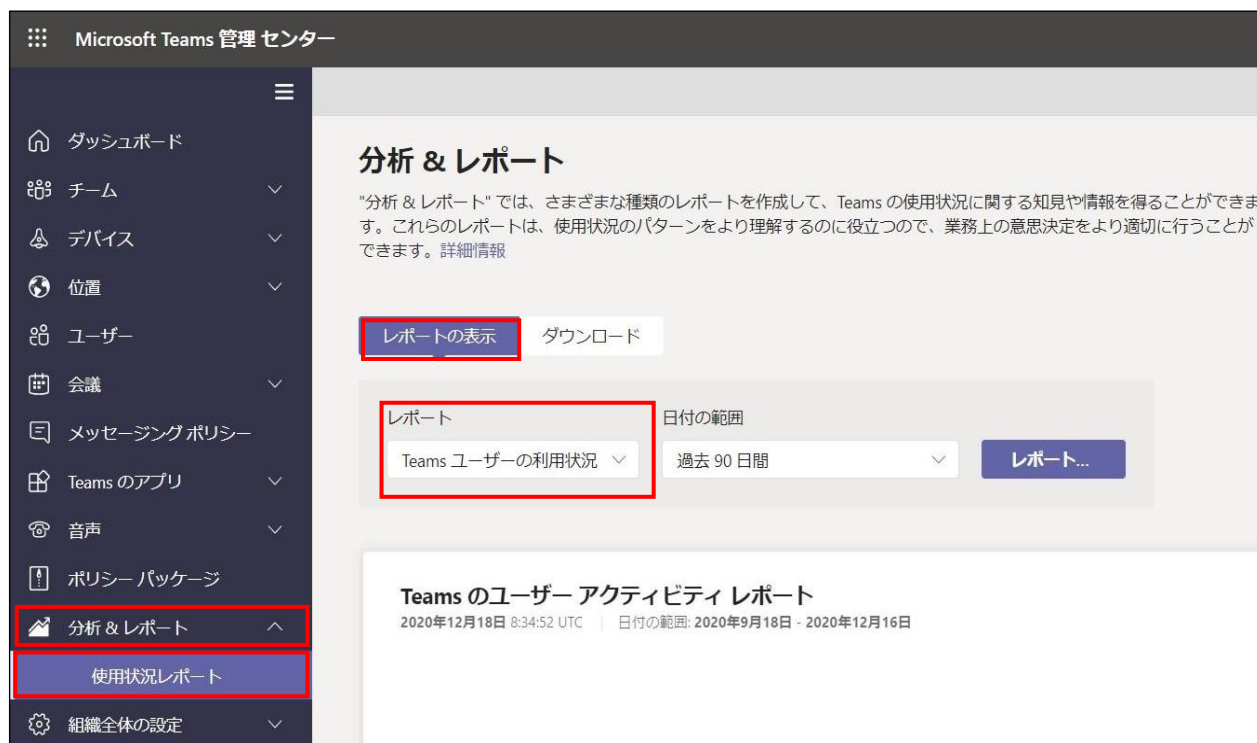 Microsoft Teams 管理 センター
ダッシュボード
チーム
デバイス
位置
ユーザー
会議
メッセージング ポリシー
Teams のアプリ
音声
ポリシー パッケージ
分析 & レポート
使用状況レポート
組織全体の設定
分析 & レポート
"分析 & レポート" では、さまざまな種類のレポートを作成して、Teams の使用状況に関する知見や情報を得ることができま
す。これらのレポートは、使用状況のパターンをより理解するのに役立つので、業務上の意思決定をより適切に行うことが
できます。詳細情報
レポートの表示 ダウンロード
レポート 日付の範囲
Teams ユーザーの利用状況 過去 90 日間 レポート...
Teams のユーザー アクティビティ レポート
2020年12月18日 8:34:52 UTC | 日付の範囲: 2020年9月18日 - 2020年12月16日